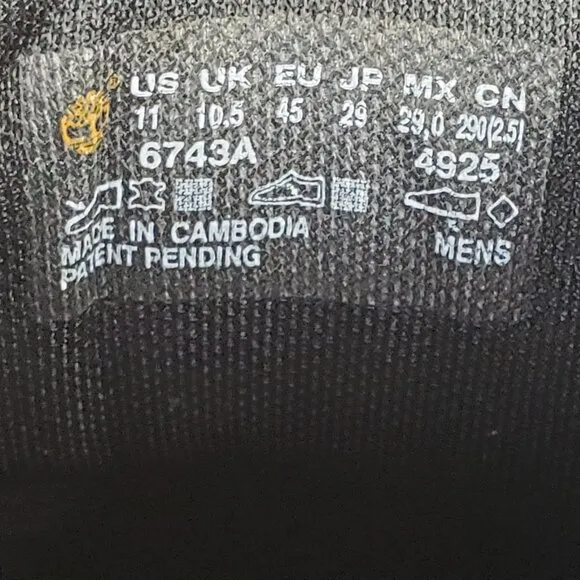 US UK EU JP MX CN
11 10.5 45 29 29.0 290(2.5)
6743A 4925
MADE IN CAMBODIA
PATENT PENDING
MENS